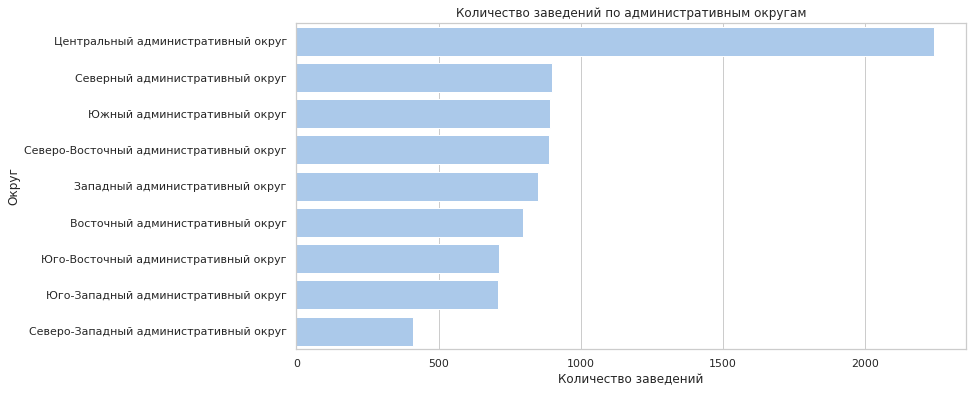 Количество заведений по административным округам
Округ
Центральный административный округ
Северный административный округ
Южный административный округ
Северо-Восточный административный округ
Западный административный округ
Восточный административный округ
Юго-Восточный административный округ
Юго-Западный административный округ
Северо-Западный административный округ
0 500 1000 1500 2000
Количество заведений